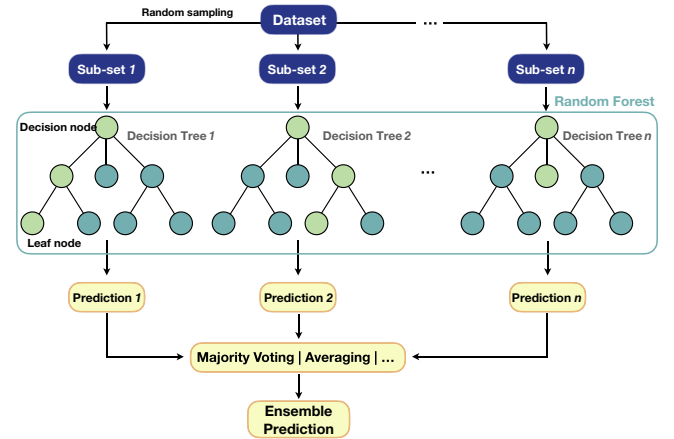 Random sampling
Dataset
...
Sub-set 1
Sub-set 2
Sub-set n
Random Forest
Decision node
Decision Tree 1
Decision Tree 2
Decision Tree n
...
Leaf node
Prediction 1
Prediction 2
Prediction n
Majority Voting | Averaging | ...
Ensemble
Prediction